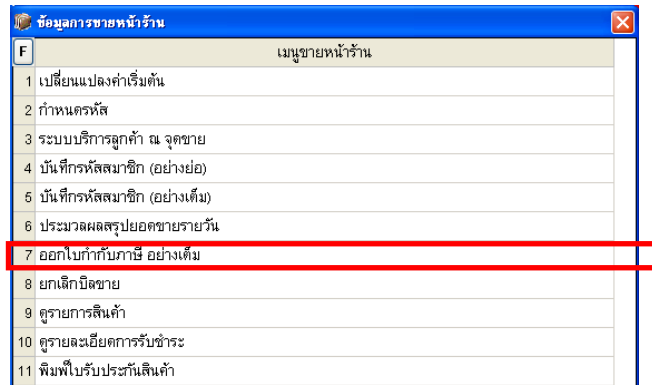 ข้อมูลการขายหน้าร้าน
F เมนูขายหน้าร้าน
1 เปลี่ยนแปลงค่าเริ่มต้น
2 กำหนดรหัส
3 ระบบบริการลูกค้า ณ จุดขาย
4 บันทึกรหัสสมาชิก (อย่างย่อ)
5 บันทึกรหัสสมาชิก (อย่างเต็ม)
6 ประมวลผลสรุปยอดขายรายวัน
7 ออกใบกำกับภาษี อย่างเต็ม
8 ยกเลิกบิลขาย
9 ดูรายการสินค้า
10 ดูรายละเอียดการรับชำระ
11 พิมพ์ใบรับประกันสินค้า